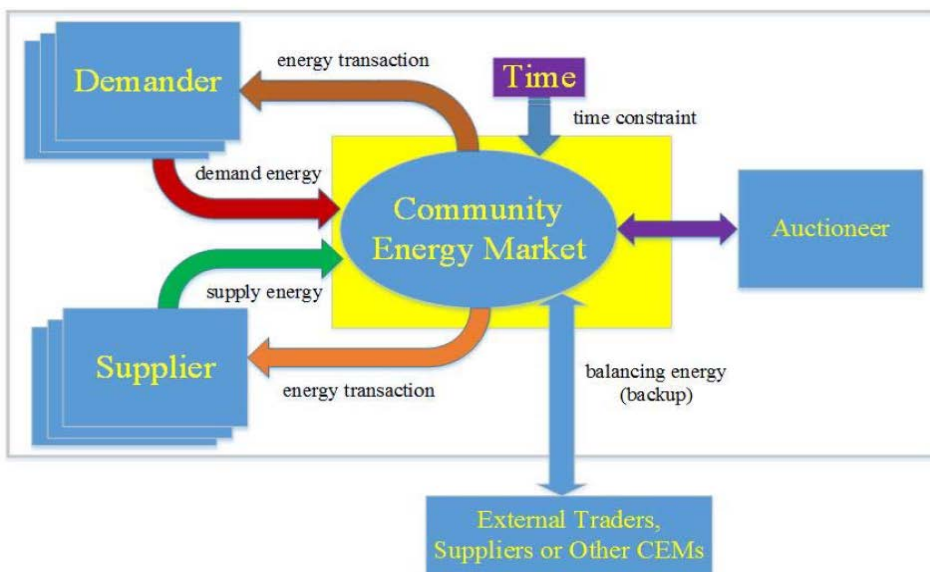 Demander
energy transaction
Time
time constraint
demand energy
Community
Energy Market
Auctioneer
supply energy
Supplier
energy transaction
balancing energy
(backup)
External Traders,
Suppliers or Other CEMs